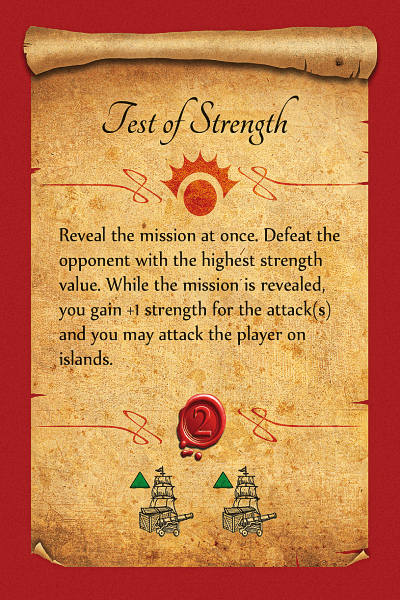 Test of Strength
Reveal the mission at once. Defeat the
opponent with the highest strength
value. While the mission is revealed,
you gain +1 strength for the attack(s)
and you may attack the player on
islands.
2